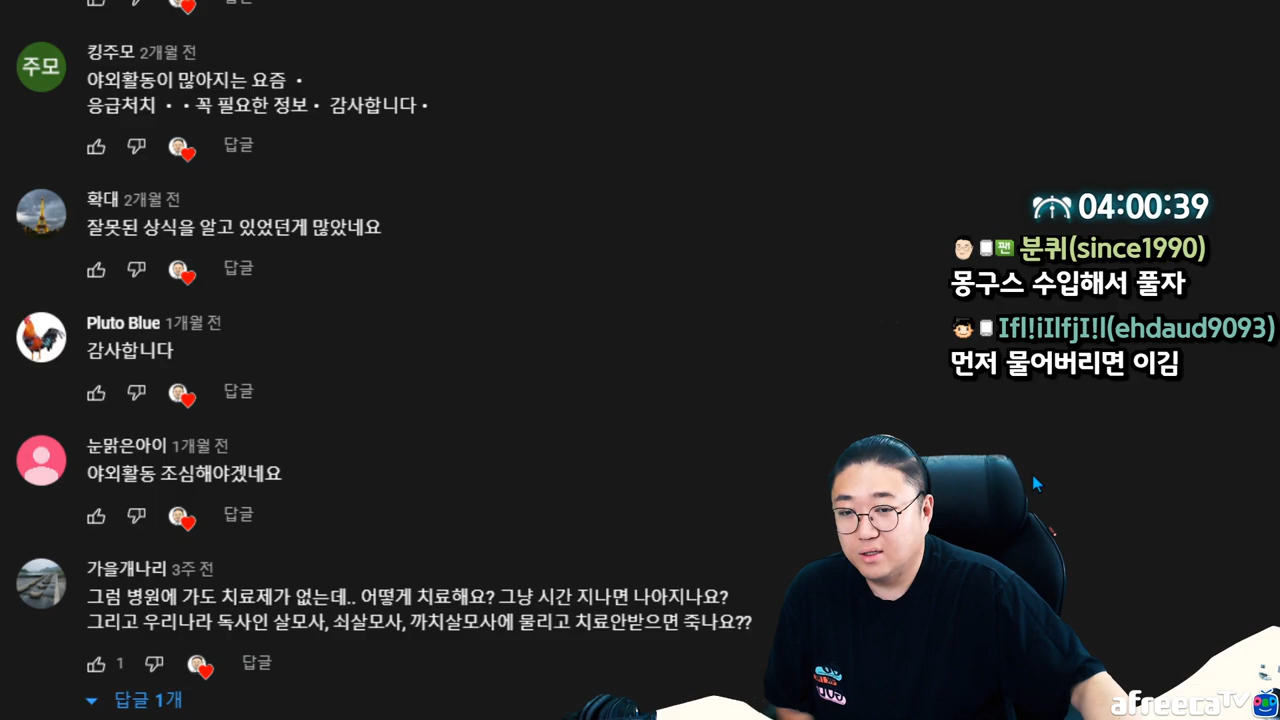 답글
주모
킹주모 2개월 전
야외활동이 많아지는 요즘 ·
응급처치 · · 꼭 필요한 정보 · 감사합니다 ·
답글
확대 2개월 전
잘못된 상식을 알고 있었던게 많았네요
답글
Pluto Blue 1개월 전
감사합니다
답글
눈맑은아이 1개월 전
야외활동 조심해야겠네요
답글
가을개나리 3주 전
그럼 병원에 가도 치료제가 없는데.. 어떻게 치료해요? 그냥 시간 지나면 나아지나요?
그리고 우리나라 독사인 살모사, 쇠살모사, 까치살모사에 물리고 치료안받으면 죽나요??
1 답글
답글 1개
04:00:39
팬 분퀴(since1990)
몽구스 수입해서 풀자
Ifl!iIlfjI!l(ehdaud9093)
먼저 물어버리면 이김
afreecaTV